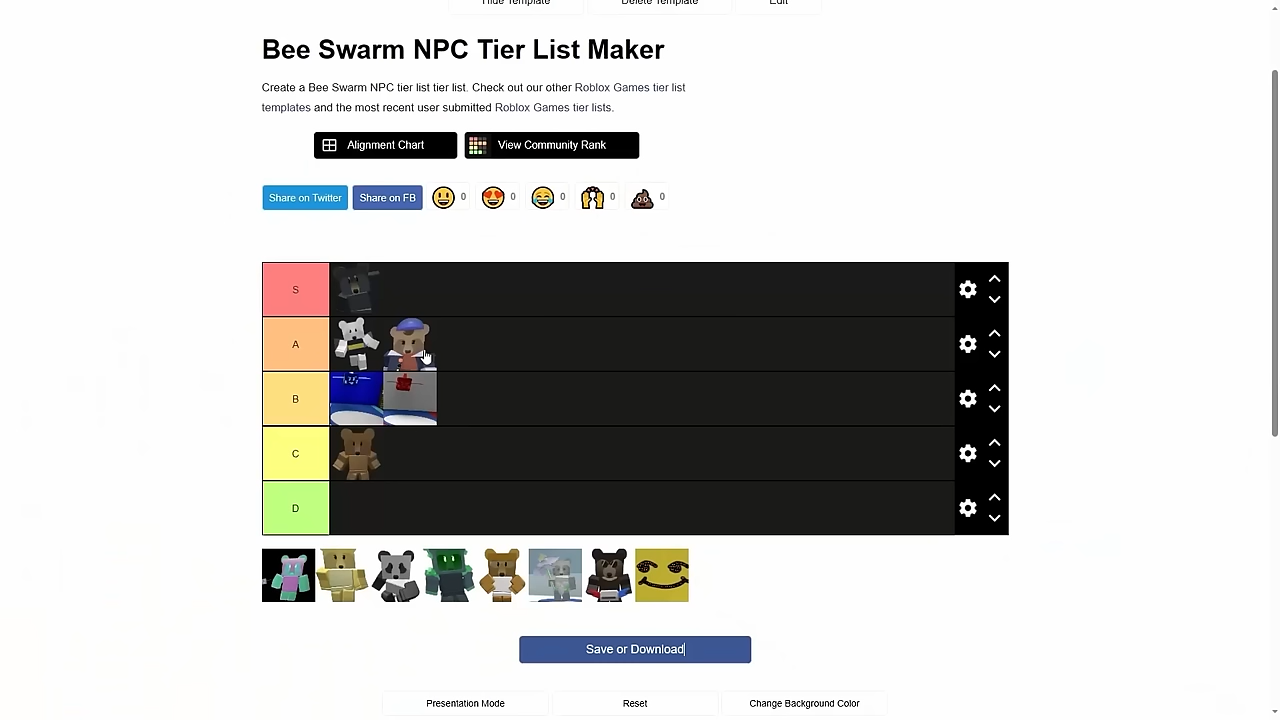 Hide Template Delete Template Edit
Bee Swarm NPC Tier List Maker
Create a Bee Swarm NPC tier list tier list. Check out our other Roblox Games tier list
templates and the most recent user submitted Roblox Games tier lists.
Alignment Chart View Community Rank
Share on Twitter Share on FB 0 0 0 0 0
S
A
B
C
D
Save or Download
Presentation Mode Reset Change Background Color